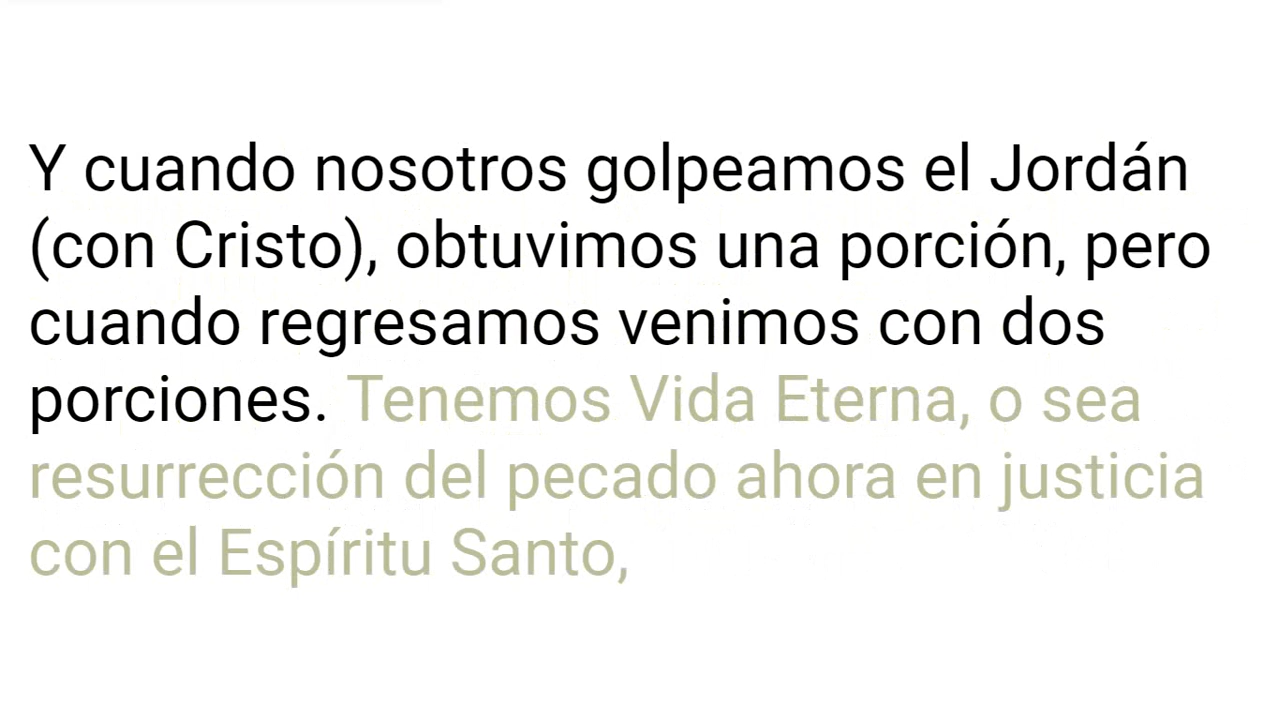 Y cuando nosotros golpeamos el Jordán
(con Cristo), obtuvimos una porción, pero
cuando regresamos venimos con dos
porciones. Tenemos Vida Eterna, o sea
resurrección del pecado ahora en justicia
con el Espíritu Santo,